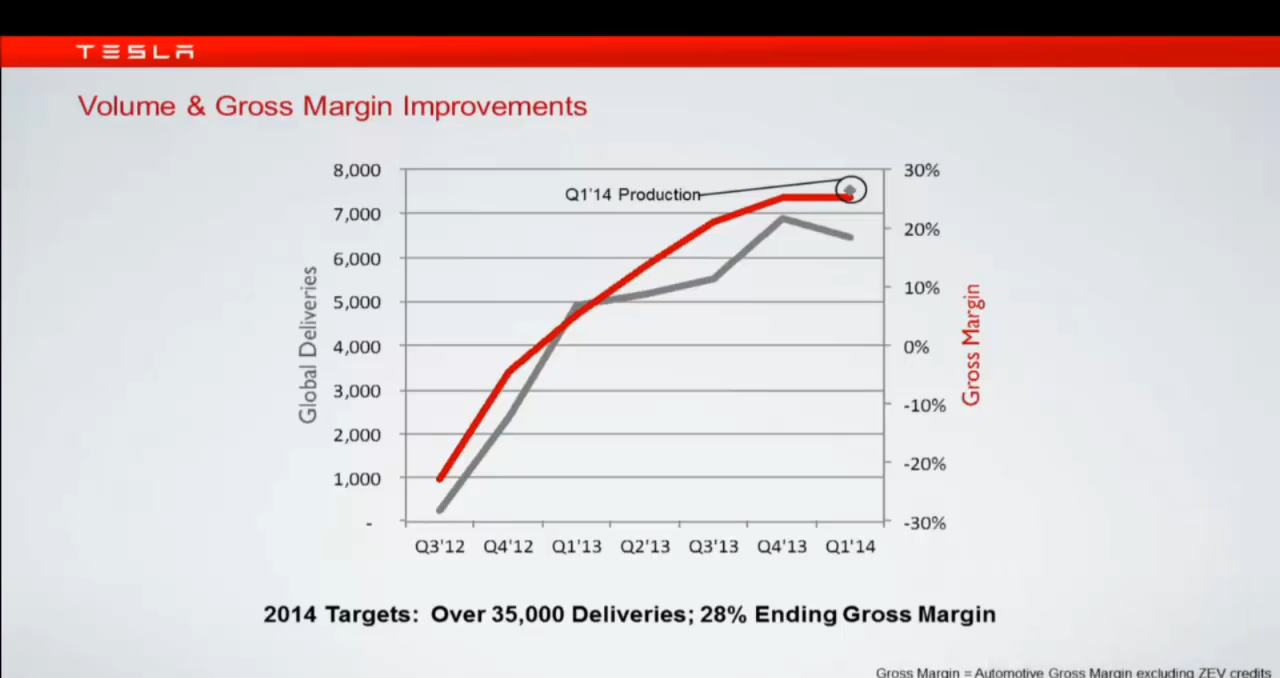 TESLA
Volume & Gross Margin Improvements
8,000
7,000
6,000
5,000
4,000
3,000
2,000
1,000
-
Global Deliveries
Q1'14 Production
30%
20%
10%
0%
-10%
-20%
-30%
Gross Margin
Q3'12 Q4'12 Q1'13 Q2'13 Q3'13 Q4'13 Q1'14
2014 Targets: Over 35,000 Deliveries; 28% Ending Gross Margin
Gross Margin = Automotive Gross Margin excluding ZEV credits